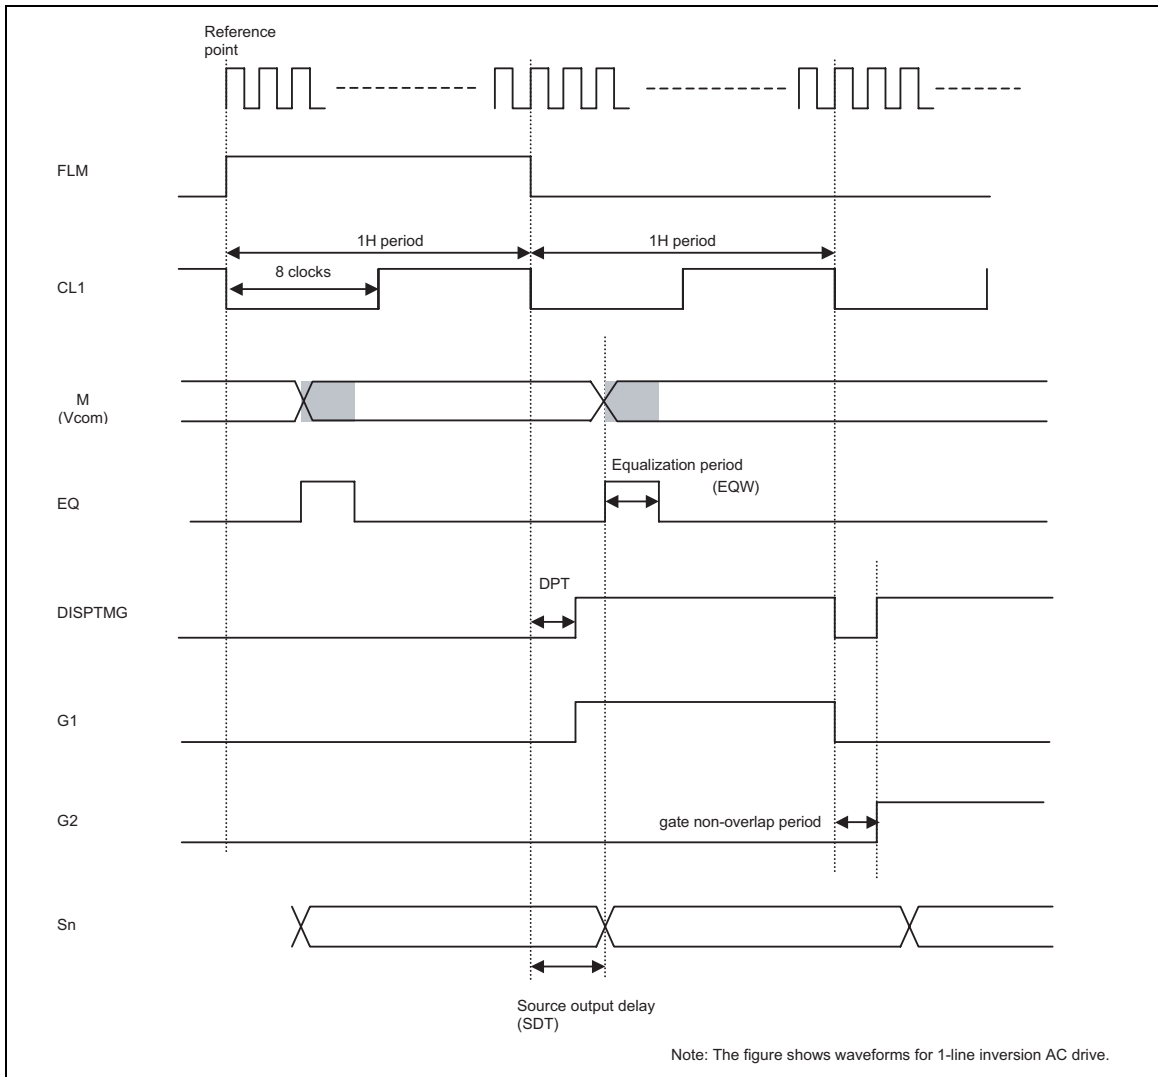 Reference
point
FLM
1H period 1H period
8 clocks
CL1
M
(Vcom)
Equalization period
(EQW)
EQ
DPT
DISPTMG
G1
G2
gate non-overlap period
Sn
Source output delay
(SDT)
Note: The figure shows waveforms for 1-line inversion AC drive.